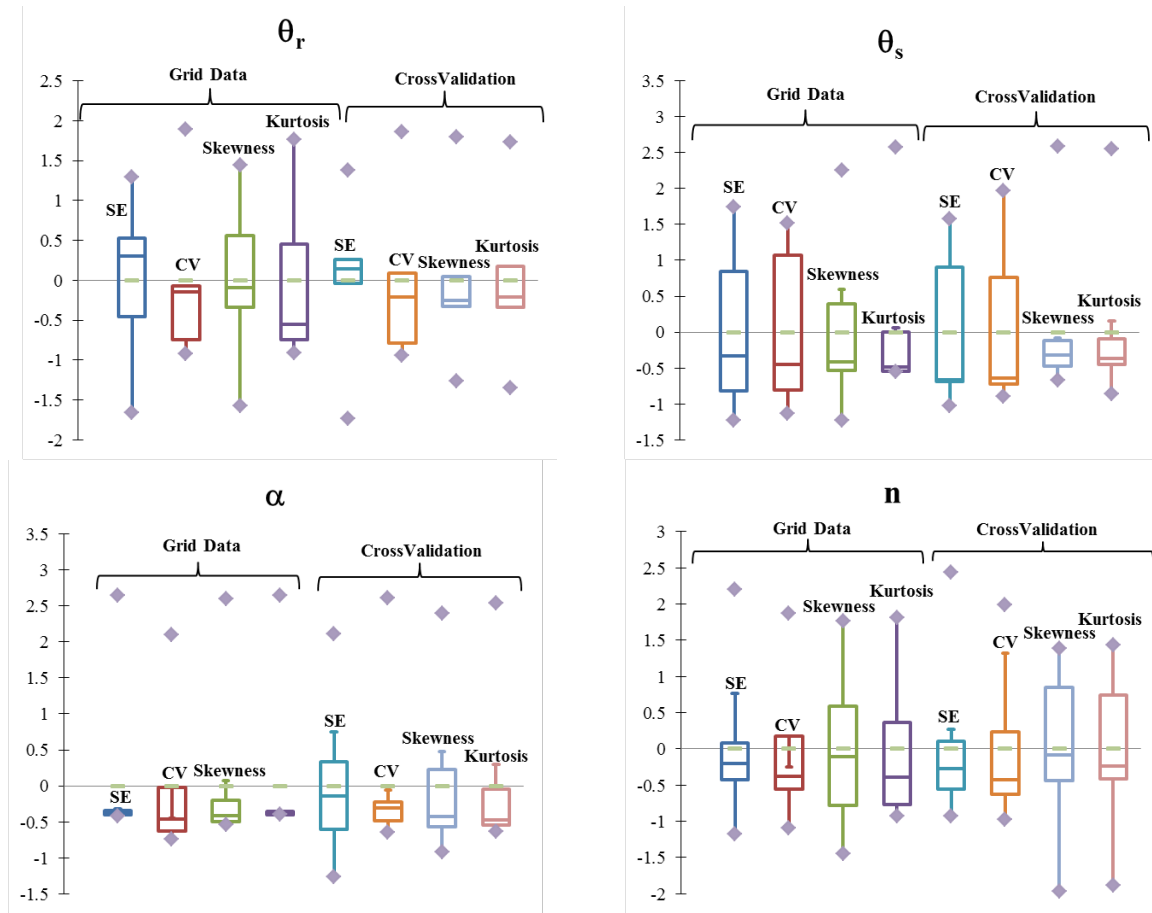 θr
Grid Data
CrossValidation
2.5
2
1.5
1
0.5
0
-0.5
-1
-1.5
-2
SE
CV
Skewness
Kurtosis
SE
CV
Skewness
Kurtosis
θs
Grid Data
CrossValidation
3.5
3
2.5
2
1.5
1
0.5
0
-0.5
-1
-1.5
SE
CV
Skewness
Kurtosis
SE
CV
Skewness
Kurtosis
α
Grid Data
CrossValidation
3.5
3
2.5
2
1.5
1
0.5
0
-0.5
-1
-1.5
SE
CV
Skewness
SE
CV
Skewness
Kurtosis
n
Grid Data
CrossValidation
3
2.5
2
1.5
1
0.5
0
-0.5
-1
-1.5
-2
SE
CV
Skewness
Kurtosis
SE
CV
Skewness
Kurtosis